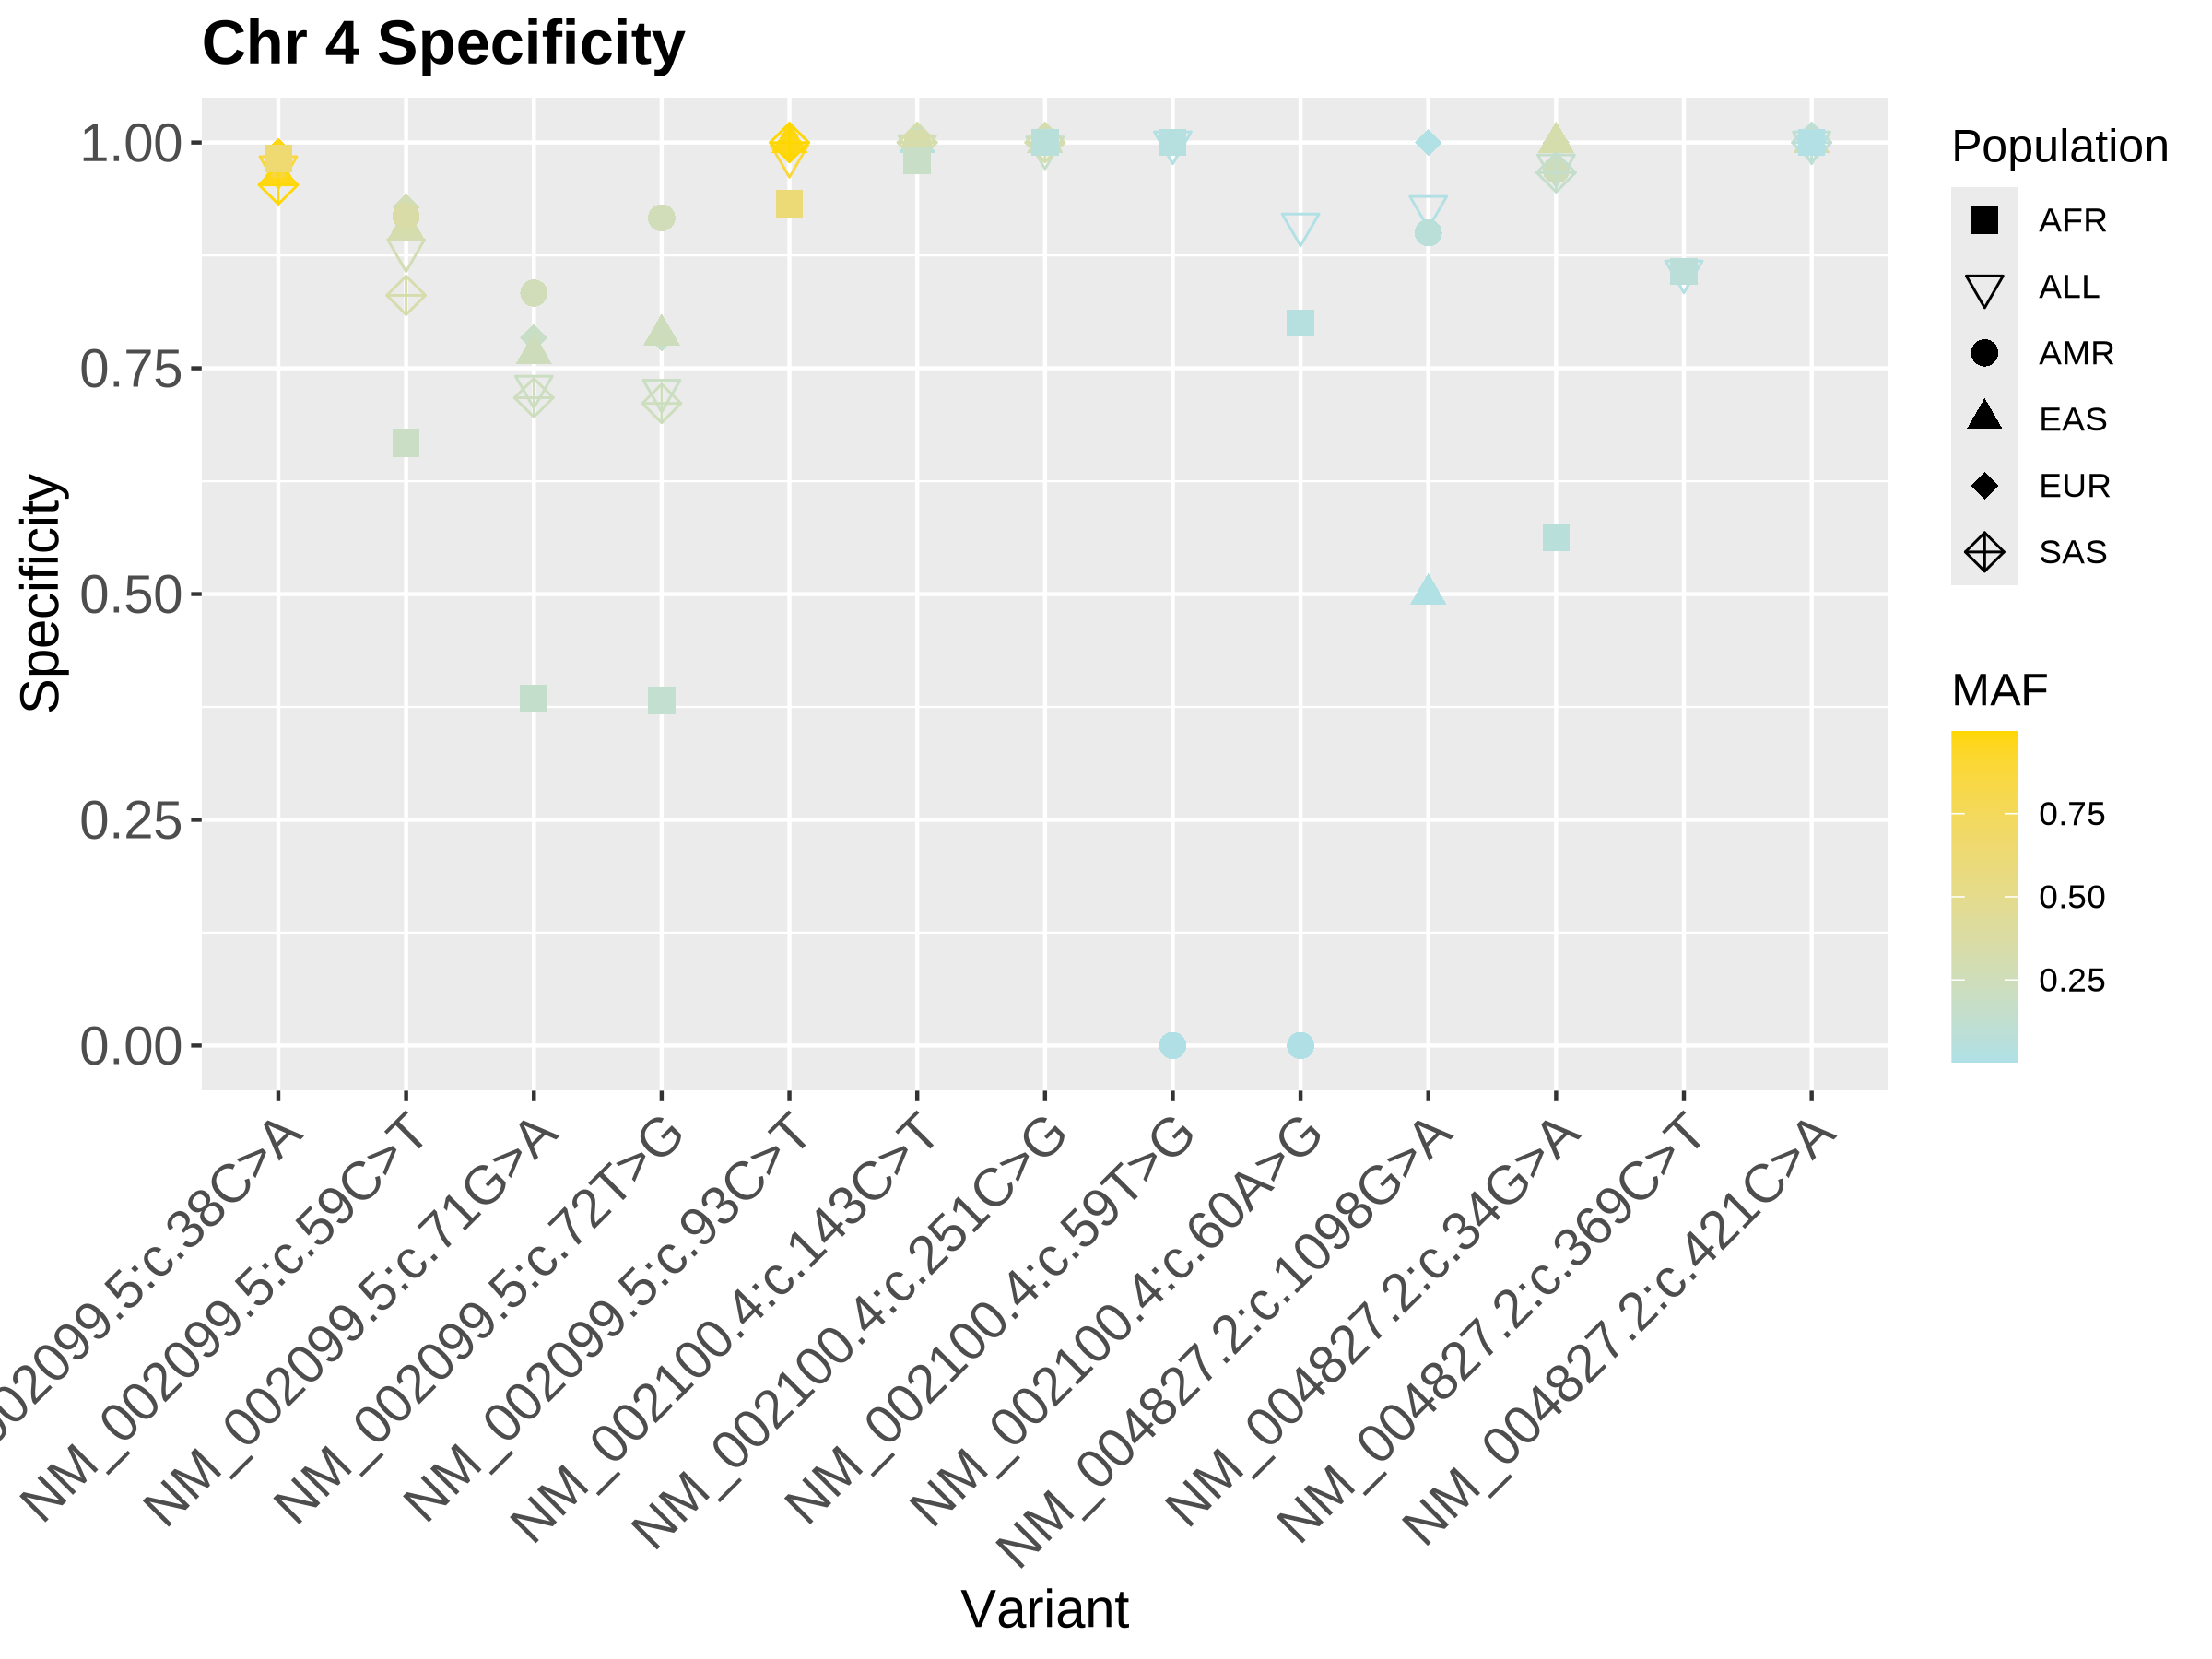 Chr 4 Specificity
Specificity
1.00
0.75
0.50
0.25
0.00
002099.5:c.38C>A
NM_002099.5:c.59C>T
NM_002099.5:c.71G>A
NM_002099.5:c.72T>G
NM_002099.5:c.93C>T
NM_002100.4:c.143C>T
NM_002100.4:c.251C>G
NM_002100.4:c.59T>G
NM_002100.4:c.60A>G
NM_004827.2:c.1098G>A
NM_004827.2:c.34G>A
NM_004827.2:c.369C>T
NM_004827.2:c.421C>A
Variant
Population
AFR
ALL
AMR
EAS
EUR
SAS
MAF
0.75
0.50
0.25